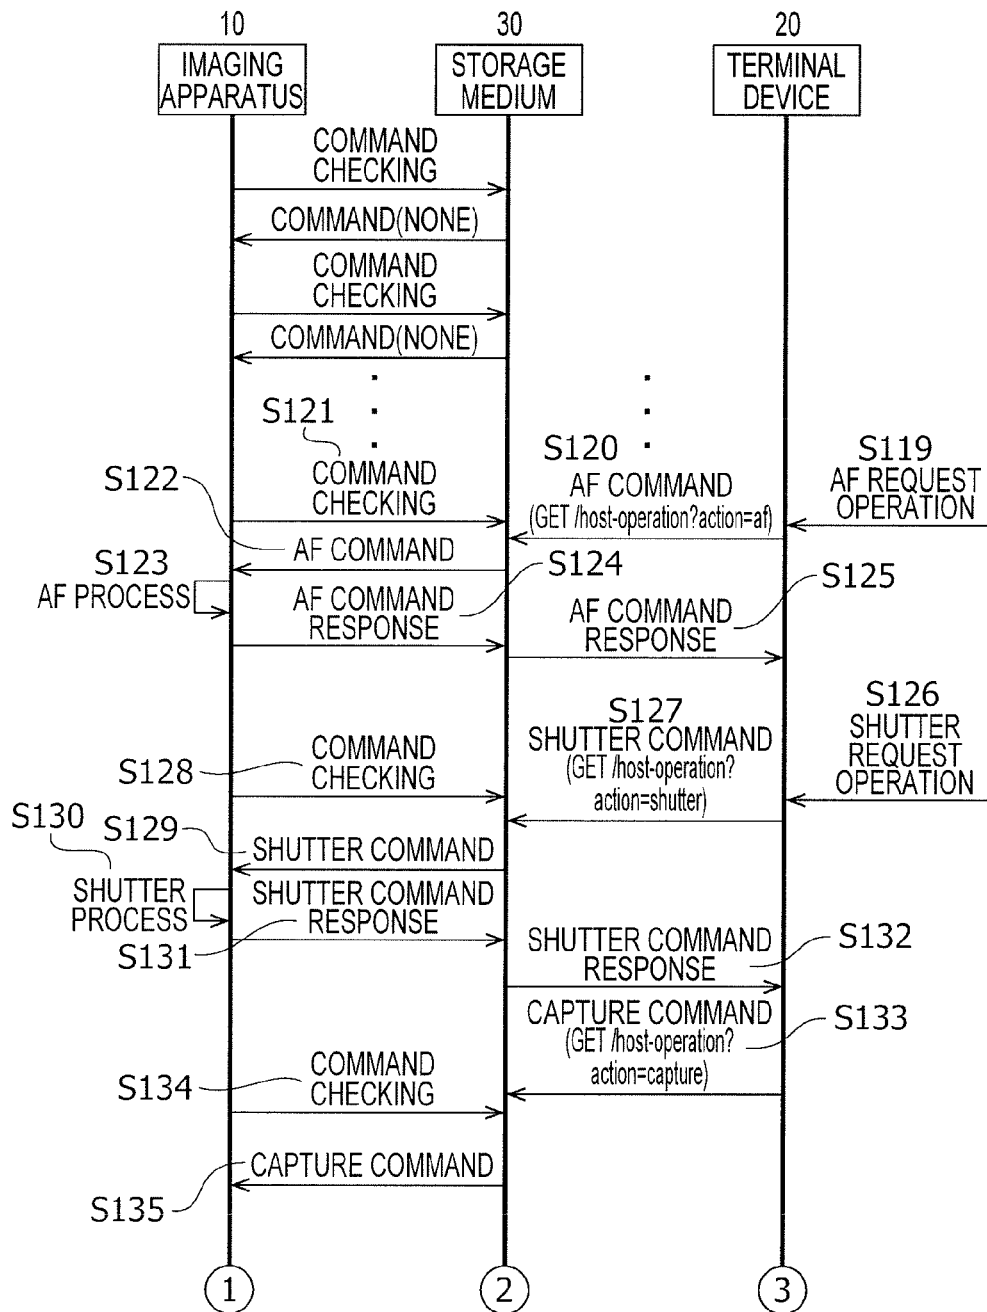 10
30
20
IMAGING
APPARATUS
STORAGE
MEDIUM
TERMINAL
DEVICE
COMMAND
CHECKING
COMMAND(NONE)
COMMAND
CHECKING
COMMAND(NONE)
S121
COMMAND
CHECKING
S120
AF COMMAND
(GET /host-operation?action=af)
S119
AF REQUEST
OPERATION
S122
AF COMMAND
S123
AF PROCESS
S124
AF COMMAND
RESPONSE
S125
AF COMMAND
RESPONSE
S126
SHUTTER
REQUEST
OPERATION
S127
SHUTTER COMMAND
(GET /host-operation?
action=shutter)
S128
COMMAND
CHECKING
S129
SHUTTER COMMAND
S130
SHUTTER
PROCESS
SHUTTER COMMAND
RESPONSE
S131
SHUTTER COMMAND
RESPONSE
S132
CAPTURE COMMAND
(GET /host-operation?
action=capture)
S133
S134
COMMAND
CHECKING
CAPTURE COMMAND
S135
1
2
3